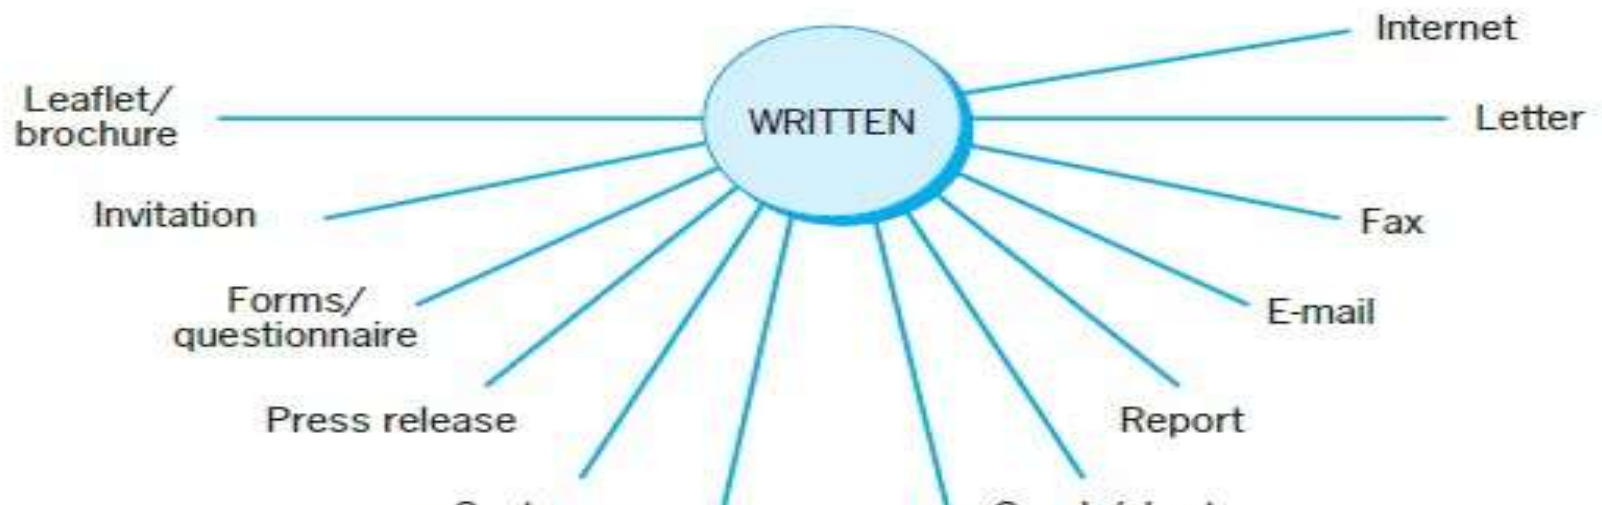 Internet
Leaflet/
brochure
WRITTEN
Letter
Invitation
Fax
Forms/
questionnaire
E-mail
Press release
Report